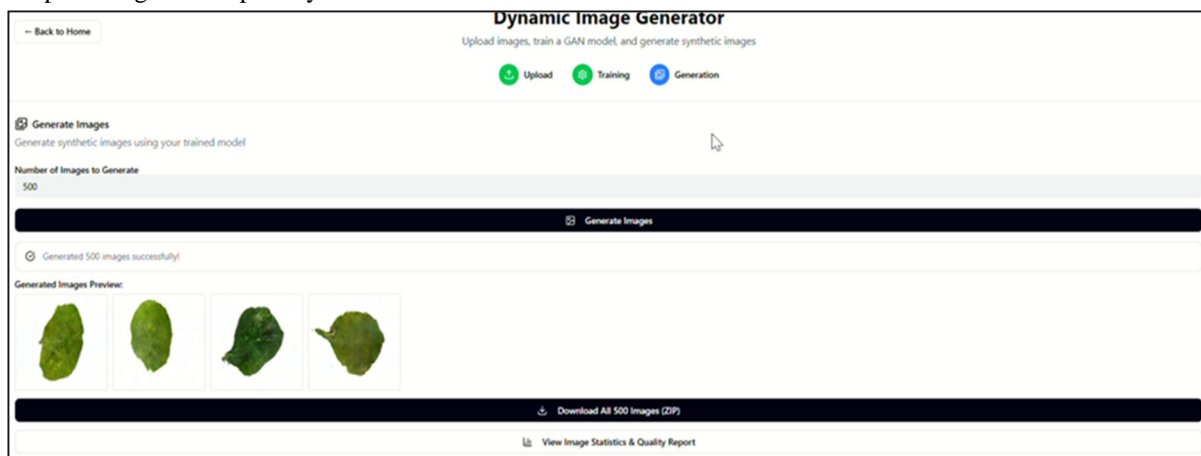 ← Back to Home
Dynamic Image Generator
Upload images, train a GAN model, and generate synthetic images
Upload Training Generation
Generate Images
Generate synthetic images using your trained model
Number of Images to Generate
500
Generate Images
Generated 500 images successfully!
Generated Images Preview:
Download All 500 Images (ZIP)
View Image Statistics & Quality Report